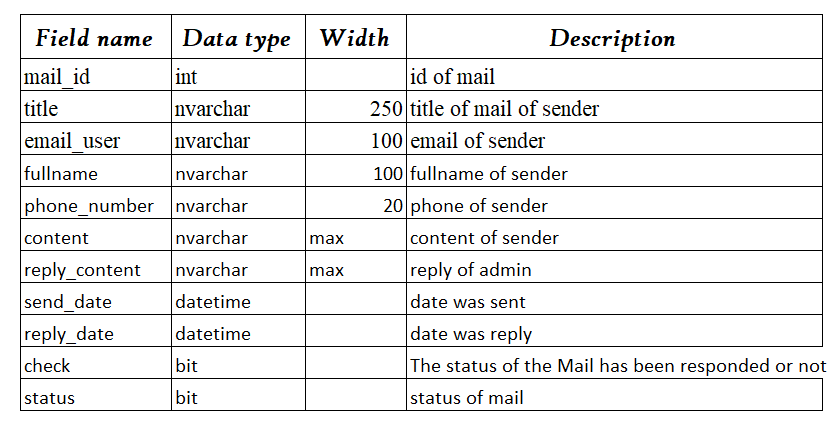 Field name Data type Width Description
mail_id int id of mail
title nvarchar 250 title of mail of sender
email_user nvarchar 100 email of sender
fullname nvarchar 100 fullname of sender
phone_number nvarchar 20 phone of sender
content nvarchar max content of sender
reply_content nvarchar max reply of admin
send_date datetime date was sent
reply_date datetime date was reply
check bit The status of the Mail has been responded or not
status bit status of mail